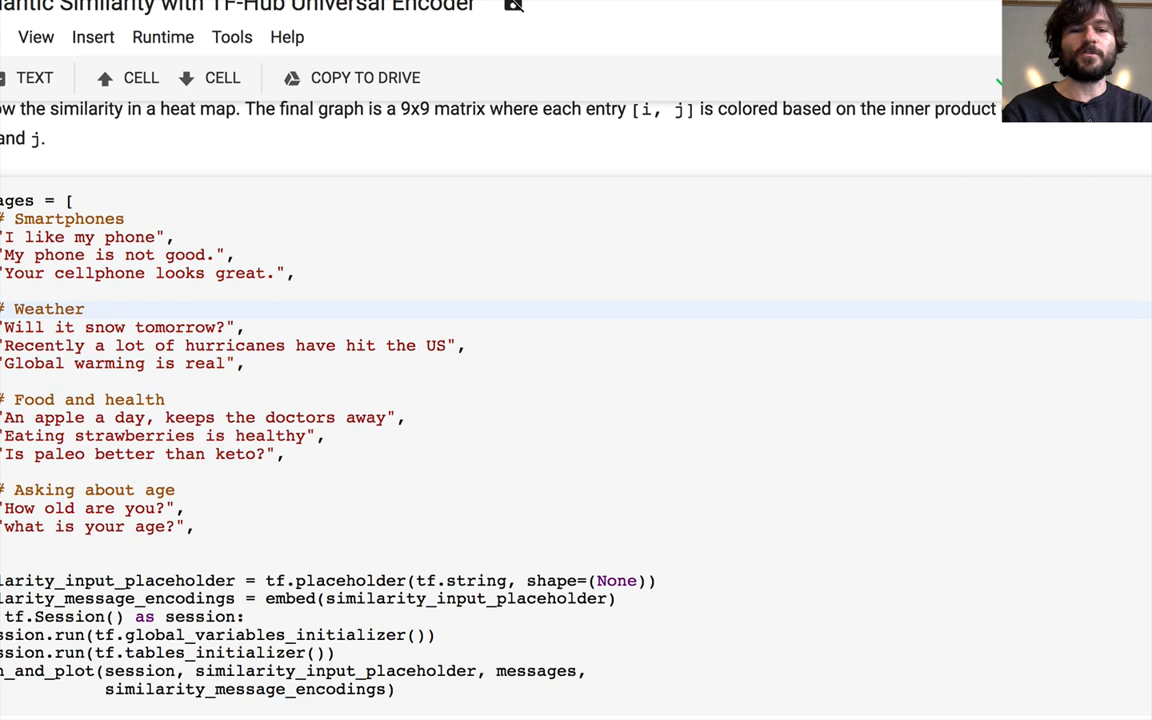 antic Similarity with TF-Hub Universal Encoder
View Insert Runtime Tools Help
TEXT CELL CELL COPY TO DRIVE
ow the similarity in a heat map. The final graph is a 9x9 matrix where each entry [i, j] is colored based on the inner product
and j.
ages = [
# Smartphones
"I like my phone",
"My phone is not good.",
"Your cellphone looks great.",
# Weather
"Will it snow tomorrow?",
"Recently a lot of hurricanes have hit the US",
"Global warming is real",
# Food and health
"An apple a day, keeps the doctors away",
"Eating strawberries is healthy",
"Is paleo better than keto?",
# Asking about age
"How old are you?",
"what is your age?",
larity_input_placeholder = tf.placeholder(tf.string, shape=(None))
larity_message_encodings = embed(similarity_input_placeholder)
tf.Session() as session:
ssion.run(tf.global_variables_initializer())
ssion.run(tf.tables_initializer())
n_and_plot(session, similarity_input_placeholder, messages,
similarity_message_encodings)